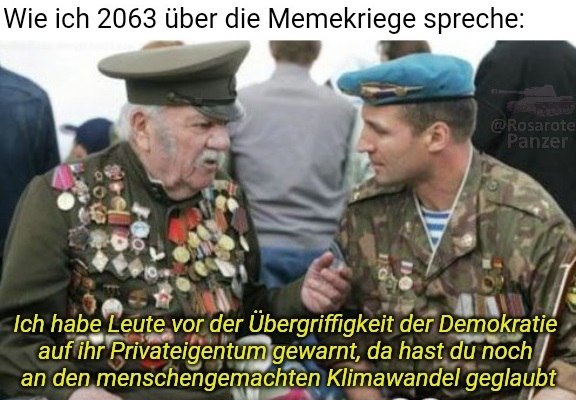 Wie ich 2063 über die Memekriege spreche:
@Rosarote
Panzer
Ich habe Leute vor der Übergriffigkeit der Demokratie
auf ihr Privateigentum gewarnt, da hast du noch
an den menschengemachten Klimawandel geglaubt